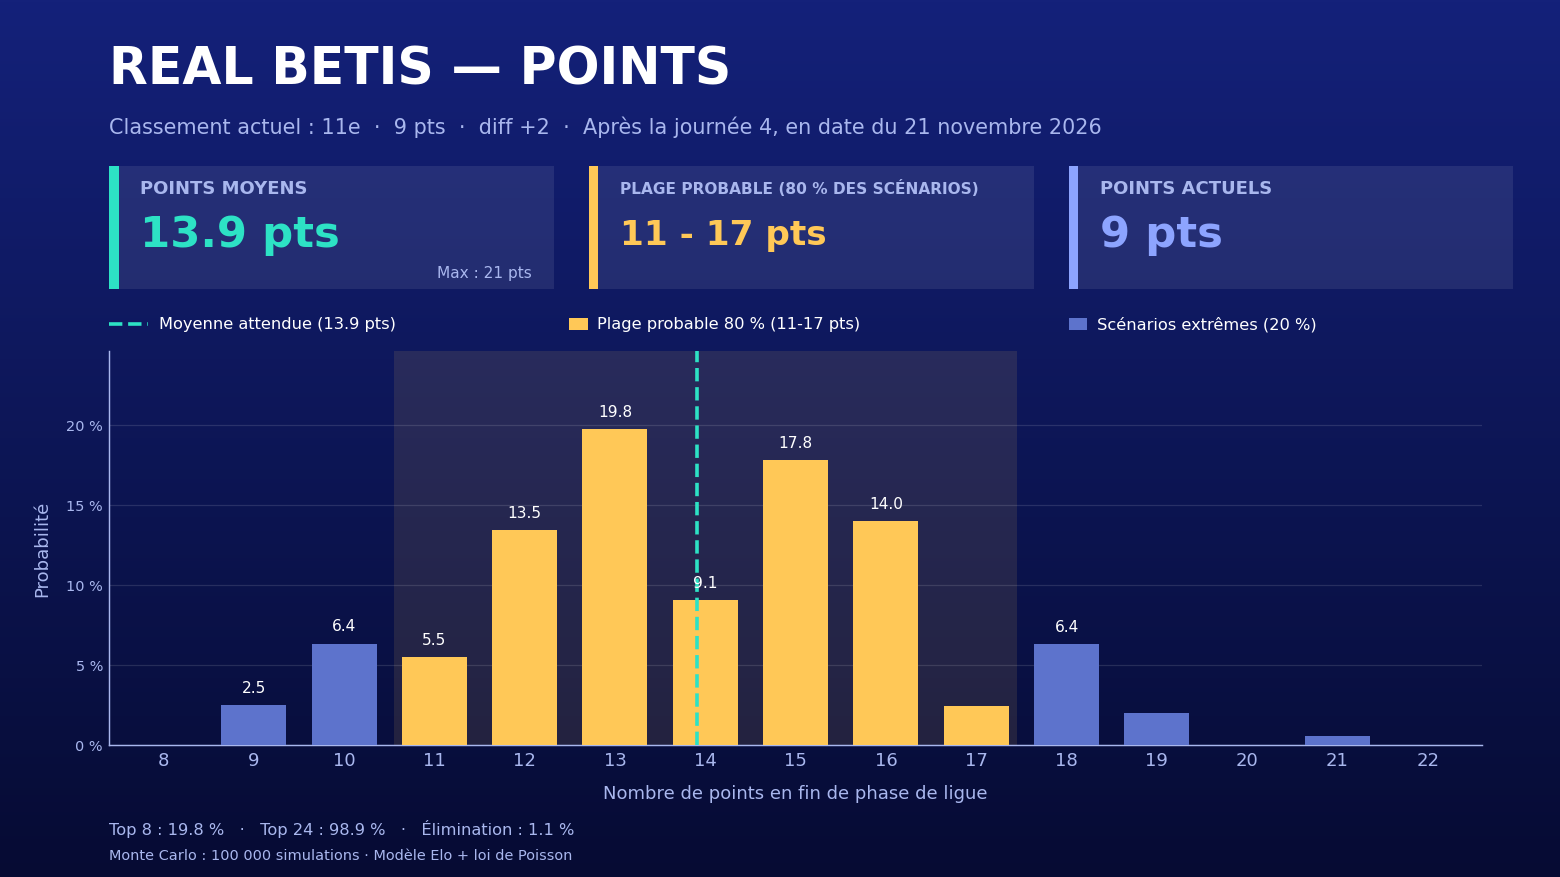 REAL BETIS — POINTS
Classement actuel : 11e · 9 pts · diff +2 · Après la journée 4, en date du 21 novembre 2026
POINTS MOYENS
13.9 pts
Max : 21 pts
PLAGE PROBABLE (80 % DES SCÉNARIOS)
11 - 17 pts
POINTS ACTUELS
9 pts
Moyenne attendue (13.9 pts)
Plage probable 80 % (11-17 pts)
Scénarios extrêmes (20 %)
Probabilité
20 %
15 %
10 %
5 %
0 %
2.5
6.4
5.5
13.5
19.8
9.1
17.8
14.0
6.4
8 9 10 11 12 13 14 15 16 17 18 19 20 21 22
Nombre de points en fin de phase de ligue
Top 8 : 19.8 % · Top 24 : 98.9 % · Élimination : 1.1 %
Monte Carlo : 100 000 simulations · Modèle Elo + loi de Poisson